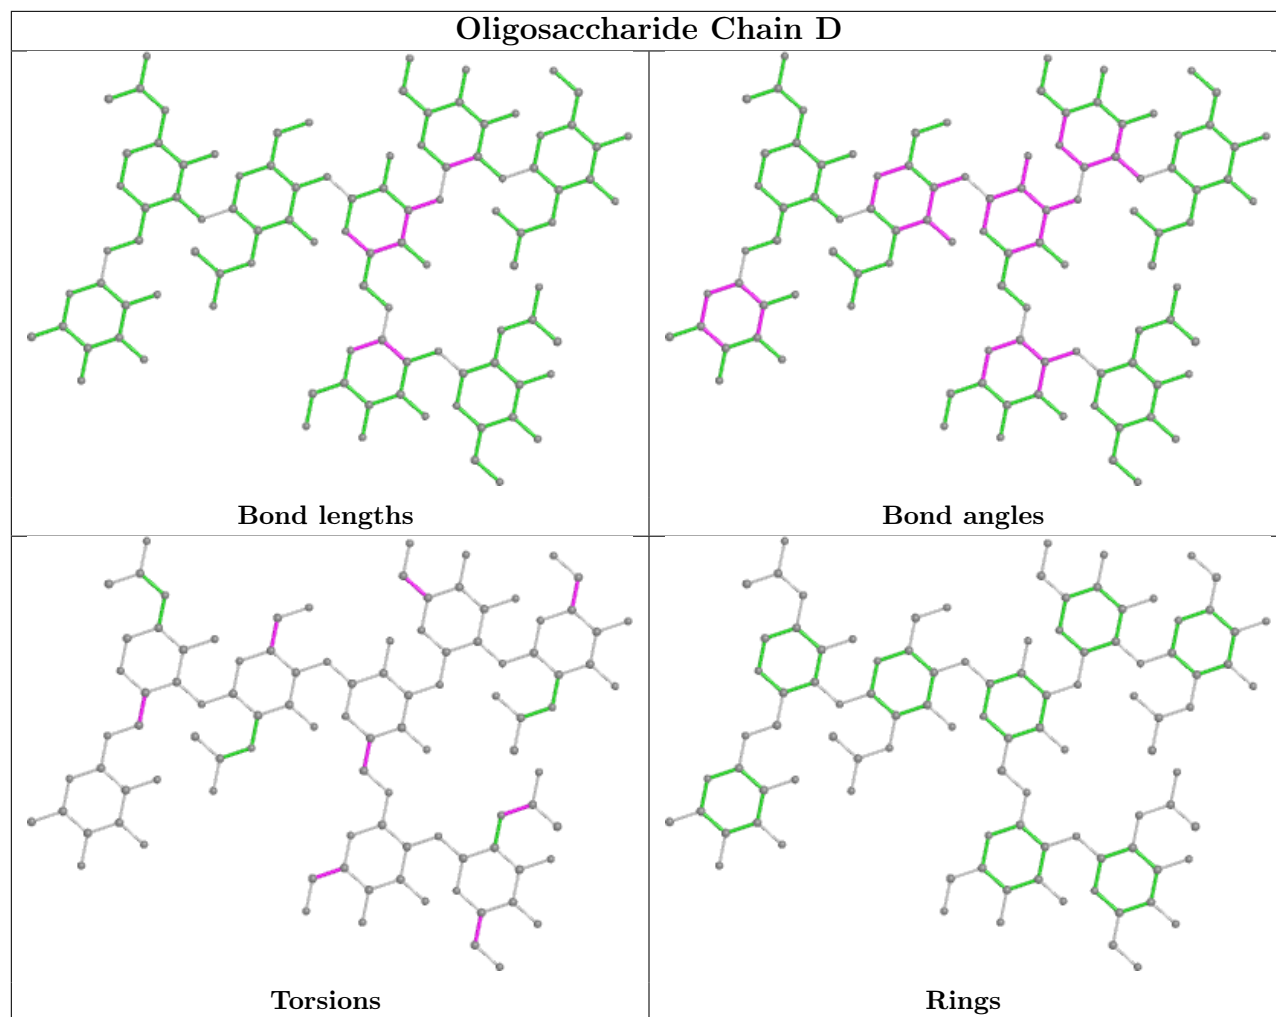 Oligosaccharide Chain D
Bond lengths
Bond angles
Torsions
Rings